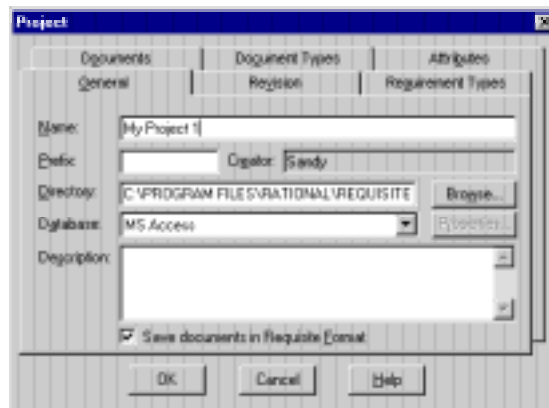 Project
Documents Document Types Attributes
General Revision Requirement Types
Name: My Project 1
Prefix: Creator: Sandy
Directory: C:\PROGRAM FILES\RATIONAL\REQUISITE Browse...
Database: MS Access Properties...
Description:
Save documents in Requisite Format
OK Cancel Help